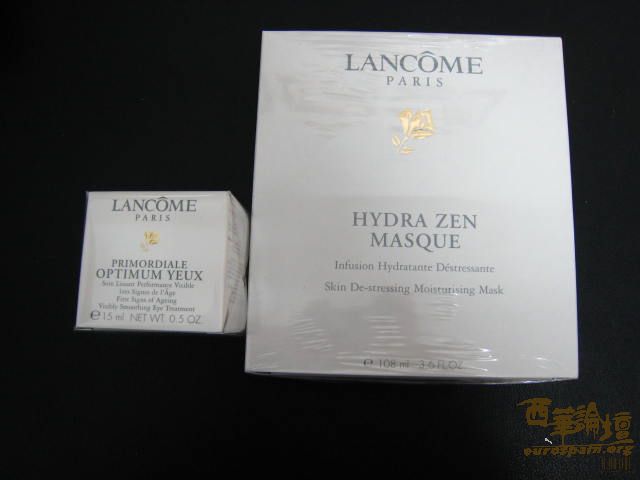 LANCÔME
PARIS
PRIMORDIALE
OPTIMUM YEUX
Soin Lissant Performance Visible
1ers Signes de l'Âge
First Signs of Ageing
Visibly Smoothing Eye Treatment
℮ 15 ml NET WT. 0.5 OZ.
LANCÔME
PARIS
HYDRA ZEN
MASQUE
Infusion Hydratante Déstressante
Skin De-stressing Moisturising Mask
℮ 108 ml - 3.6 FL.OZ.
西華論壇
eurospain.org